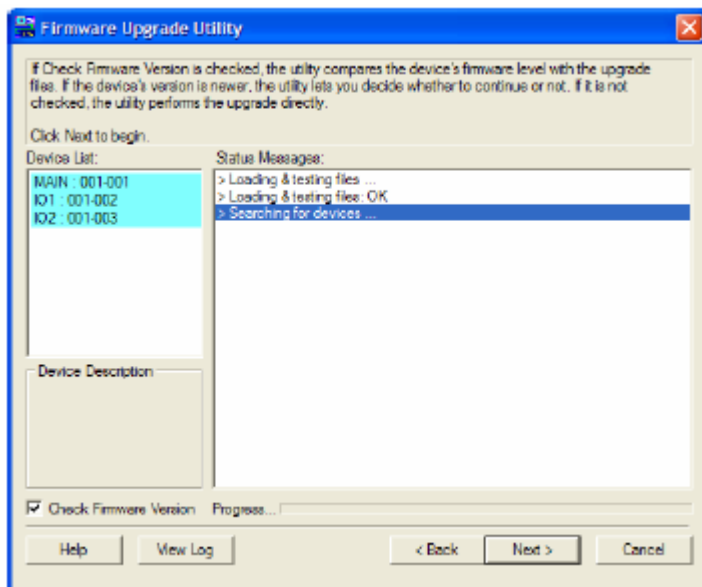 Firmware Upgrade Utility
If Check Firmware Version is checked, the utility compares the device's firmware level with the upgrade
files. If the device's version is newer, the utility lets you decide whether to continue or not. If it is not
checked, the utility performs the upgrade directly.
Click Next to begin.
Device List:
Status Messages:
MAIN : 001-001
IO1 : 001-002
IO2 : 001-003
> Loading & testing files ...
> Loading & testing files: OK
> Searching for devices ...
Device Description
Check Firmware Version
Progress...
Help
View Log
< Back
Next >
Cancel